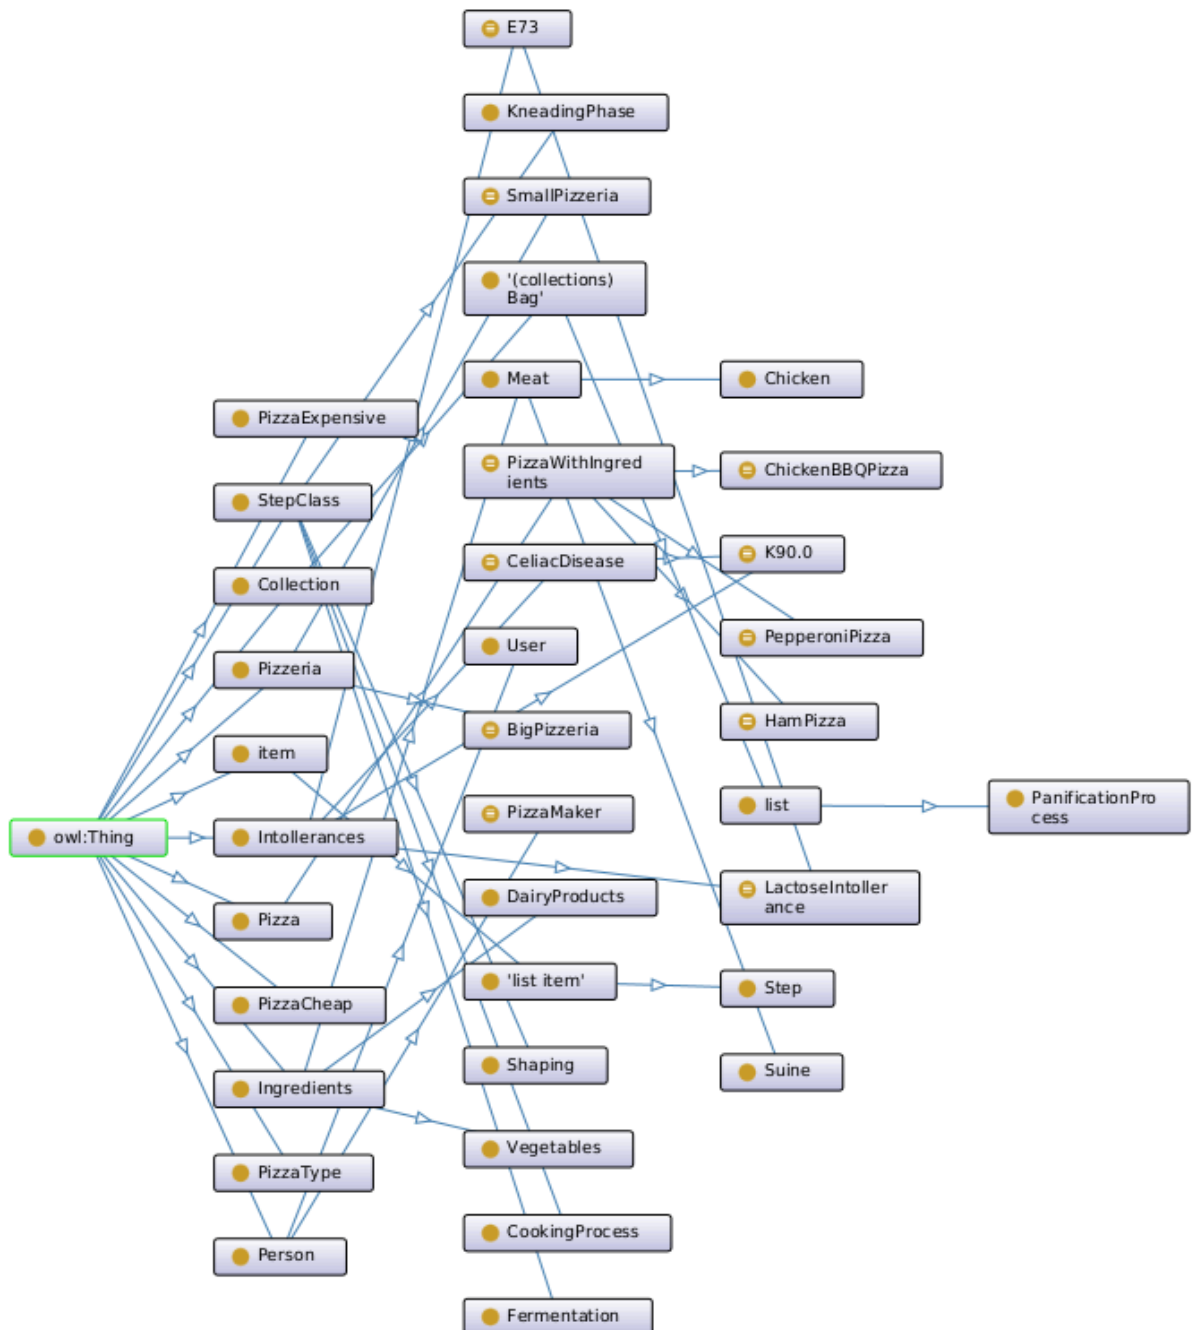 E73
KneadingPhase
SmallPizzeria
'(collections)
Bag'
Meat
Chicken
PizzaExpensive
PizzaWithIngred
ients
ChickenBBQPizza
StepClass
CeliacDisease
K90.0
Collection
User
PepperoniPizza
Pizzeria
BigPizzeria
HamPizza
item
PizzaMaker
list
PanificationPro
cess
owl:Thing
Intollerances
DairyProducts
LactoseIntoller
ance
Pizza
'list item'
Step
PizzaCheap
Shaping
Suine
Ingredients
Vegetables
PizzaType
CookingProcess
Person
Fermentation